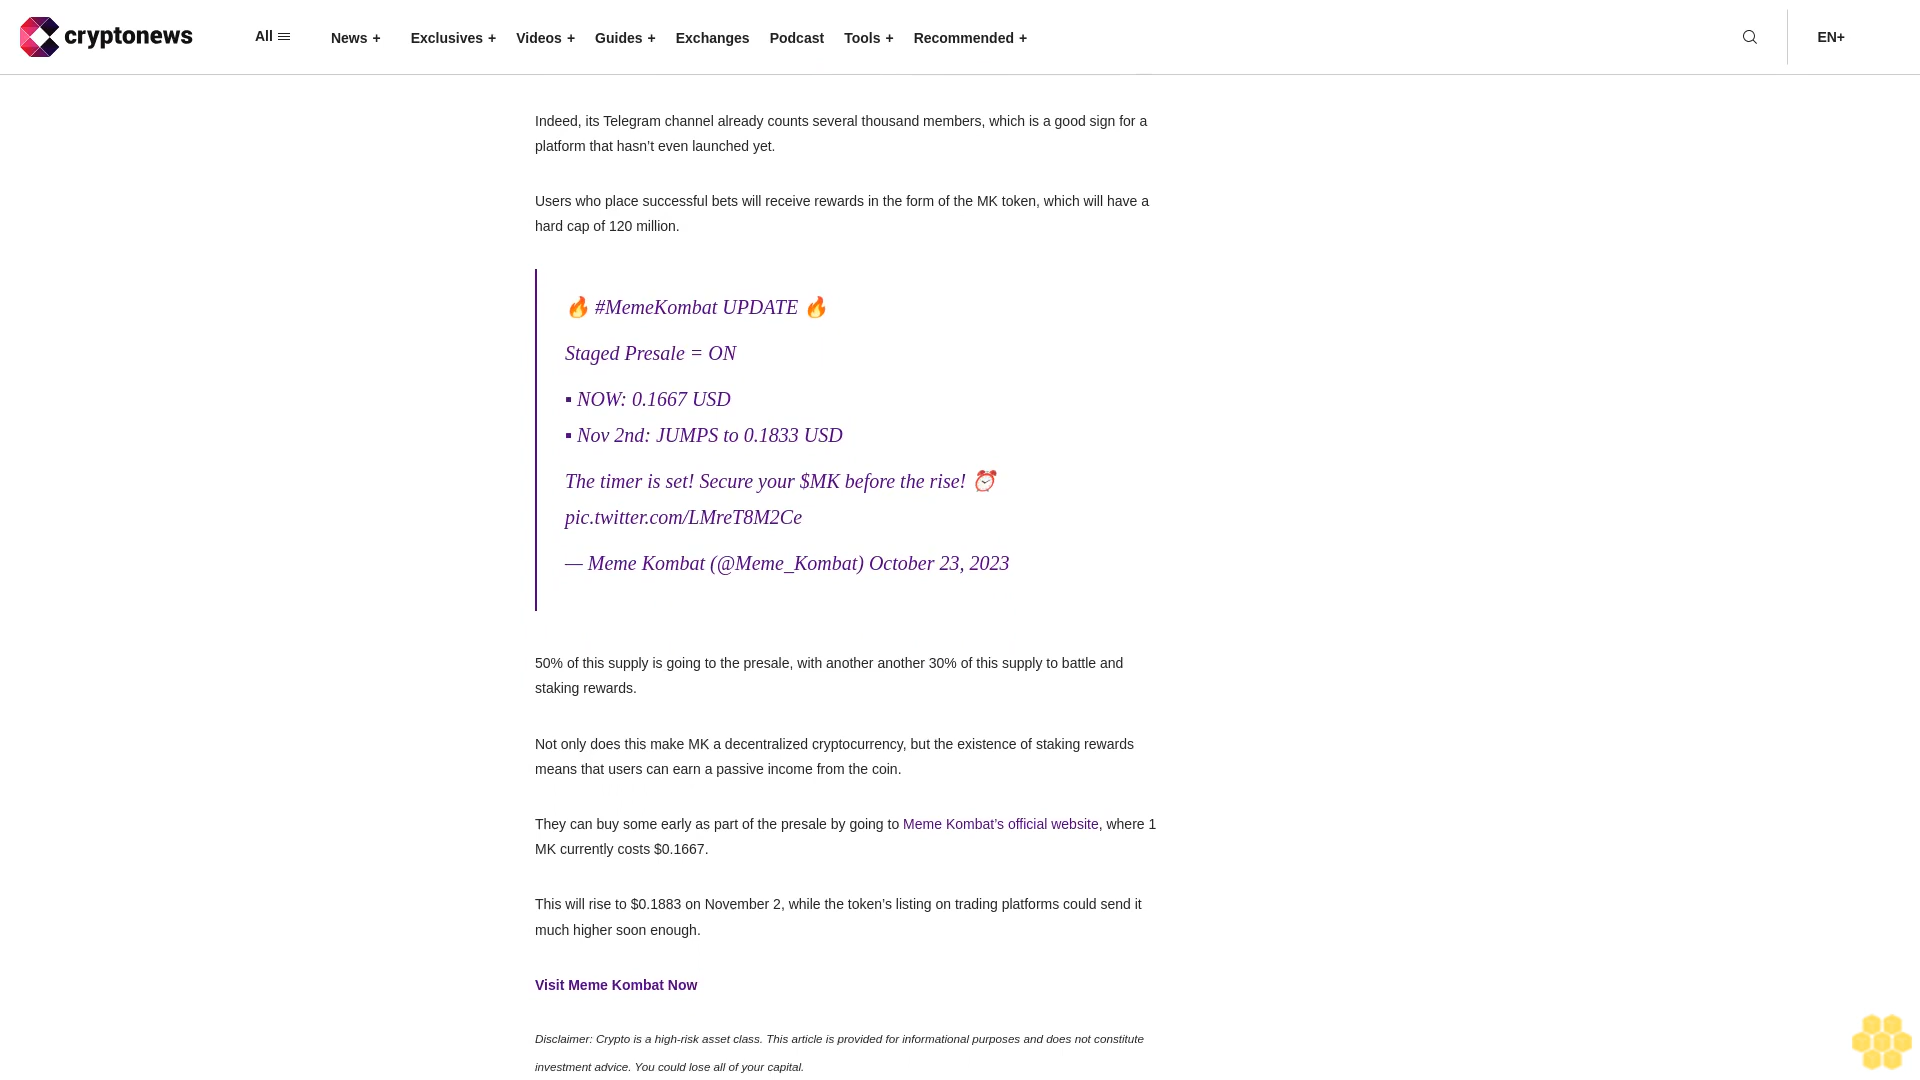 cryptonews
All
News +
Exclusives +
Videos +
Guides +
Exchanges
Podcast
Tools +
Recommended +
EN+
Indeed, its Telegram channel already counts several thousand members, which is a good sign for a
platform that hasn’t even launched yet.
Users who place successful bets will receive rewards in the form of the MK token, which will have a
hard cap of 120 million.
🔥 #MemeKombat UPDATE 🔥
Staged Presale = ON
▪ NOW: 0.1667 USD
▪ Nov 2nd: JUMPS to 0.1833 USD
The timer is set! Secure your $MK before the rise! ⏰
pic.twitter.com/LMreT8M2Ce
— Meme Kombat (@Meme_Kombat) October 23, 2023
50% of this supply is going to the presale, with another another 30% of this supply to battle and
staking rewards.
Not only does this make MK a decentralized cryptocurrency, but the existence of staking rewards
means that users can earn a passive income from the coin.
They can buy some early as part of the presale by going to Meme Kombat’s official website, where 1
MK currently costs $0.1667.
This will rise to $0.1883 on November 2, while the token’s listing on trading platforms could send it
much higher soon enough.
Visit Meme Kombat Now
Disclaimer: Crypto is a high-risk asset class. This article is provided for informational purposes and does not constitute
investment advice. You could lose all of your capital.